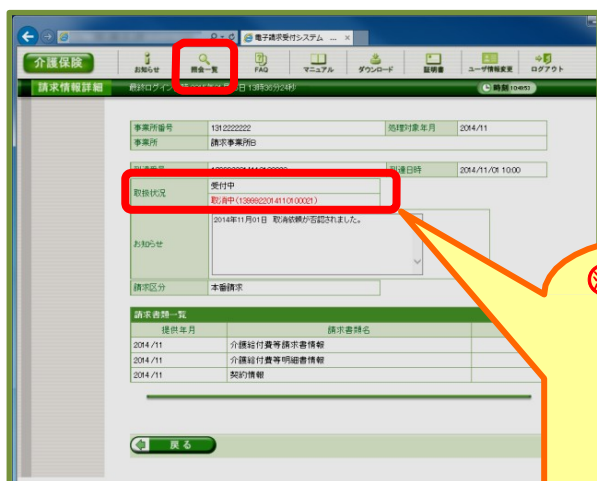 電子請求受付システム ...
介護保険
お知らせ
照会一覧
FAQ
マニュアル
ダウンロード
証明書
ユーザ情報変更
ログアウト
請求情報詳細
最終ログイン
日 13時36分24秒
時刻
事業所番号 1312222222 処理対象年月 2014/11
事業所 請求事業所B
到達番号 到達日時 2014/11/01 10:00
取扱状況 受付中
取消中(1399922014110100021)
お知らせ 2014年11月01日 取消依頼が否認されました。
請求区分 本番請求
請求書類一覧
提供年月 請求書類名
2014/11 介護給付費等請求書情報
2014/11 介護給付費等明細書情報
2014/11 契約情報
戻る